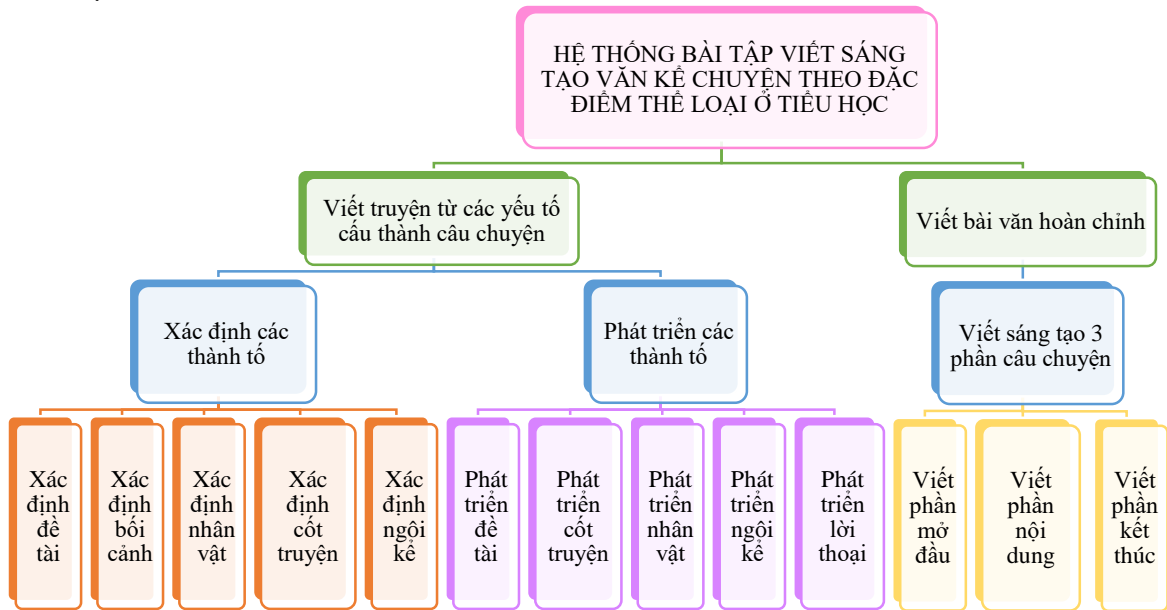 HỆ THỐNG BÀI TẬP VIẾT SÁNG
TẠO VĂN KỂ CHUYỆN THEO ĐẶC
ĐIỂM THỂ LOẠI Ở TIỂU HỌC
Viết truyện từ các yếu tố
cấu thành câu chuyện
Viết bài văn hoàn chỉnh
Xác định các
thành tố
Phát triển các
thành tố
Viết sáng tạo 3
phần câu chuyện
Xác
định
đề
tài
Xác
định
bối
cảnh
Xác
định
nhân
vật
Xác
định
cốt
truyện
Xác
định
ngôi
kể
Phát
triển
đề
tài
Phát
triển
cốt
truyện
Phát
triển
nhân
vật
Phát
triển
ngôi
kể
Phát
triển
lời
thoại
Viết
phần
mở
đầu
Viết
phần
nội
dung
Viết
phần
kết
thúc